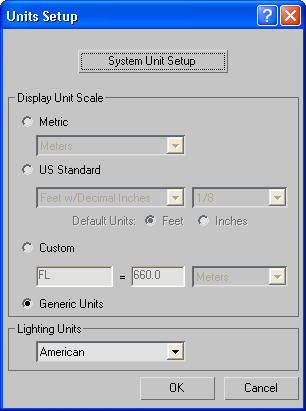 Units Setup
System Unit Setup
Display Unit Scale
Metric
Meters
US Standard
Feet w/Decimal Inches 1/8
Default Units: Feet Inches
Custom
FL = 660.0 Meters
Generic Units
Lighting Units
American
OK Cancel